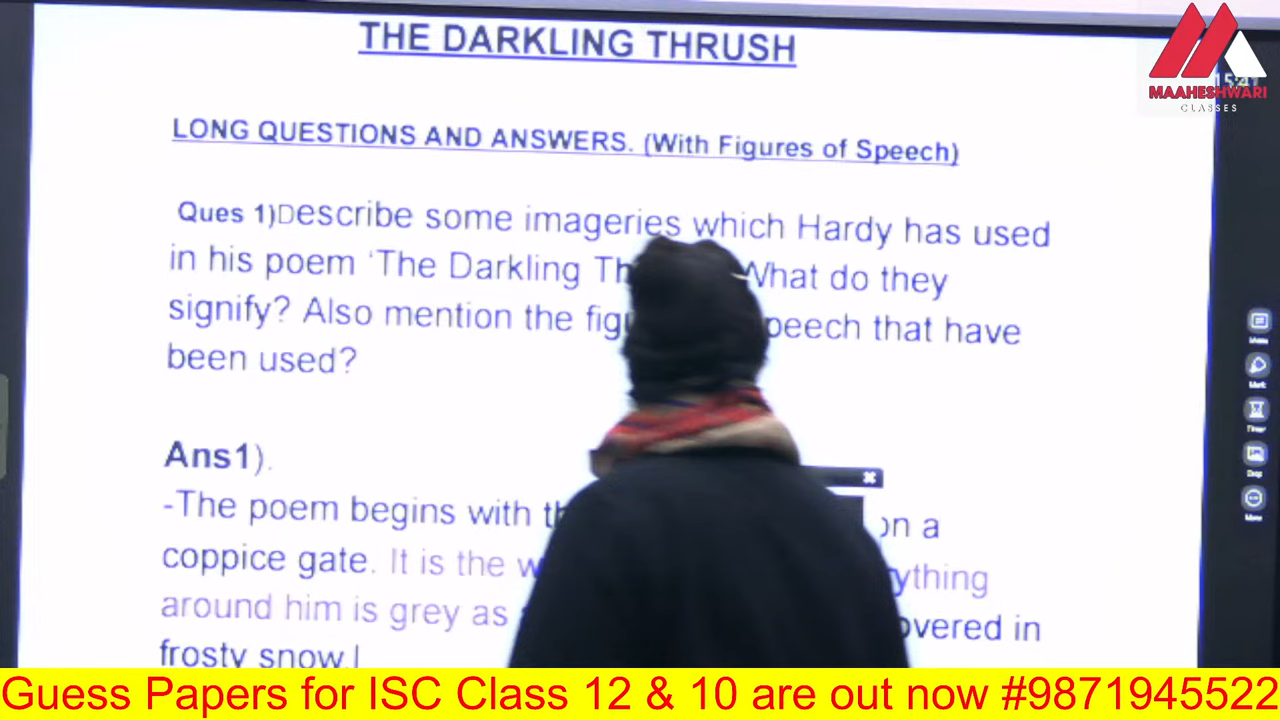 THE DARKLING THRUSH
15:41
MAAHESHWARI
CLASSES
LONG QUESTIONS AND ANSWERS. (With Figures of Speech)
Ques 1)Describe some imageries which Hardy has used
in his poem ‘The Darkling Th What do they
signify? Also mention the figu peech that have
been used?
Ans1).
-The poem begins with th on a
coppice gate. It is the w ything
around him is grey as overed in
frosty snow.
Guess Papers for ISC Class 12 & 10 are out now #9871945522